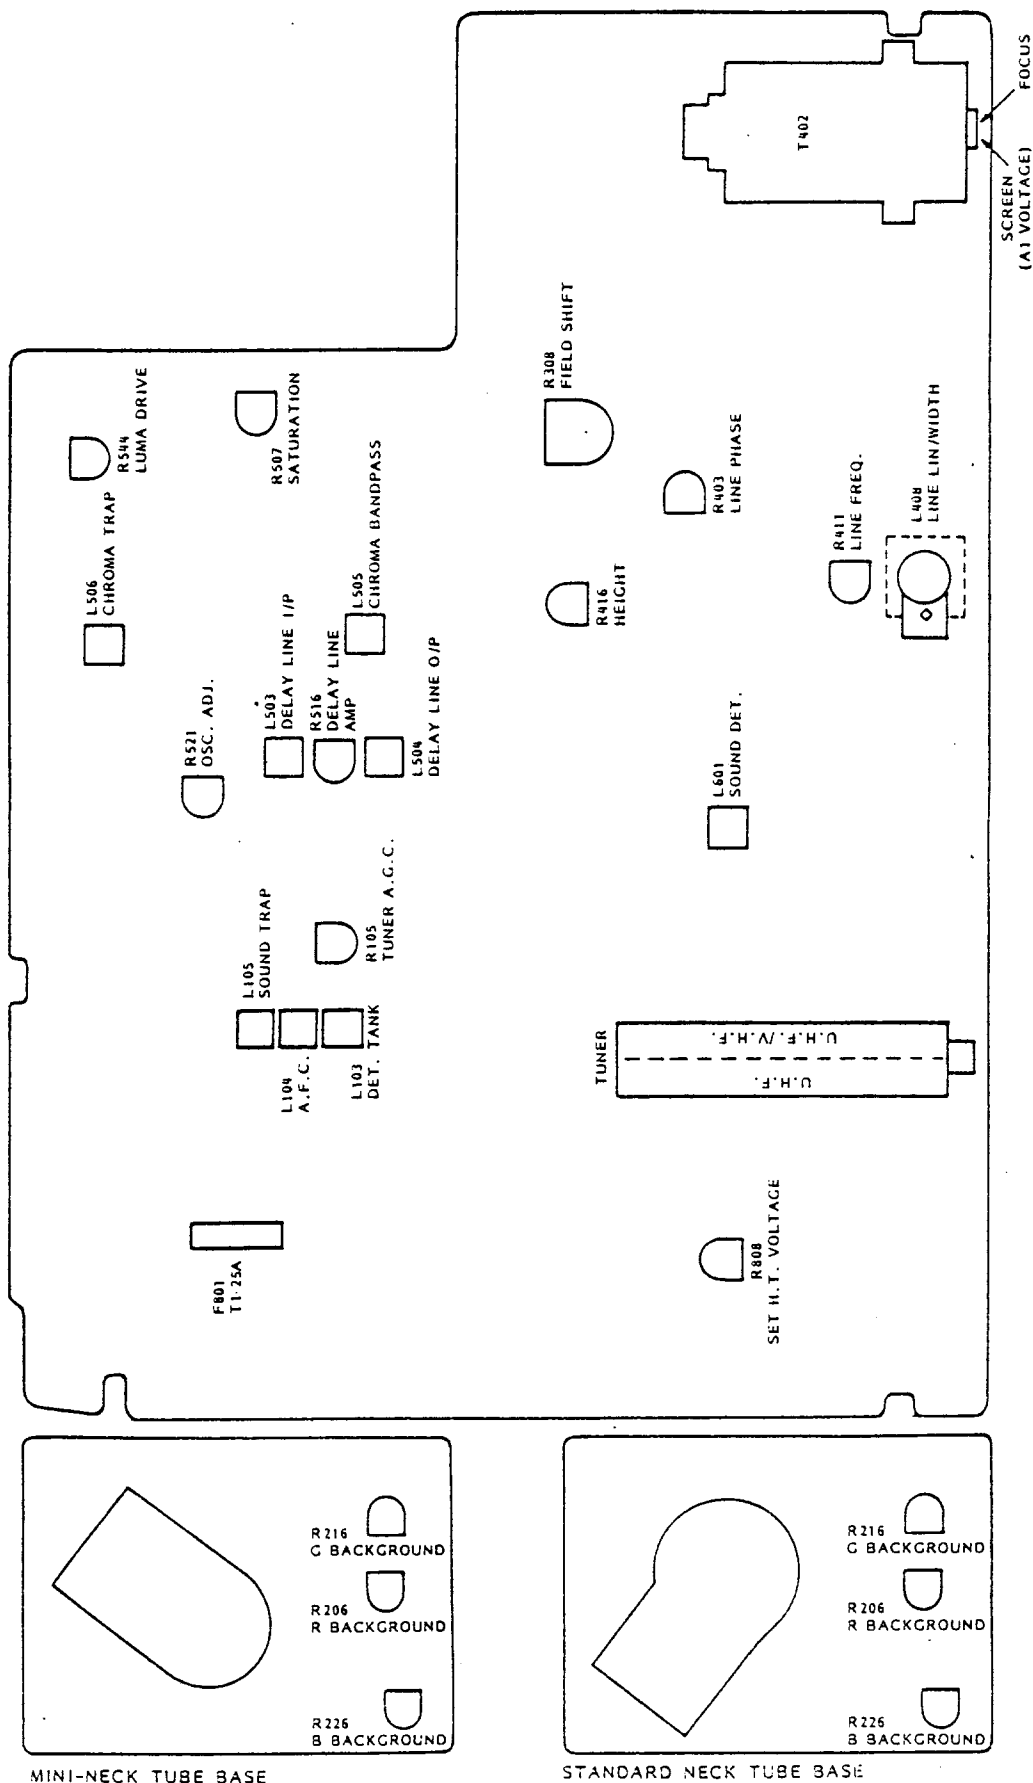 R544
LUMA DRIVE
L506
CHROMA TRAP
R507
SATURATION
R521
OSC. ADJ.
L503
DELAY LINE I/P
R516
DELAY LINE
AMP
L505
CHROMA BANDPASS
L504
DELAY LINE O/P
L105
SOUND TRAP
L104
A.F.C.
L103
DET. TANK
R105
TUNER A.G.C.
F801
T1·25A
T402
SCREEN
(A1 VOLTAGE)
FOCUS
R308
FIELD SHIFT
R403
LINE PHASE
R416
HEIGHT
R411
LINE FREQ.
L408
LINE LIN/WIDTH
L601
SOUND DET.
TUNER
U.H.F./V.H.F.
U.H.F.
R808
SET H.T. VOLTAGE
R216
G BACKGROUND
R206
R BACKGROUND
R226
B BACKGROUND
MINI-NECK TUBE BASE
R216
G BACKGROUND
R206
R BACKGROUND
R226
B BACKGROUND
STANDARD NECK TUBE BASE